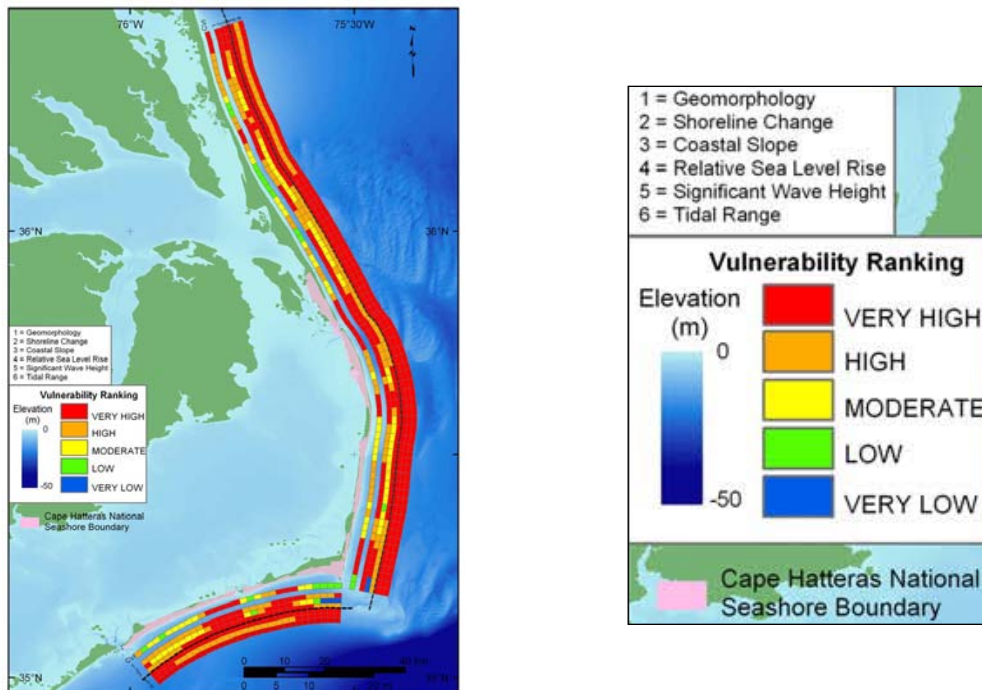 76°W
75°30'W
36°N
36°N
1 = Geomorphology
2 = Shoreline Change
3 = Coastal Slope
4 = Relative Sea Level Rise
5 = Significant Wave Height
6 = Tidal Range
Vulnerability Ranking
Elevation
(m)
0
-50
VERY HIGH
HIGH
MODERATE
LOW
VERY LOW
Cape Hatteras National
Seashore Boundary
35°N
0 10 20 40 km
0 5 10
1 = Geomorphology
2 = Shoreline Change
3 = Coastal Slope
4 = Relative Sea Level Rise
5 = Significant Wave Height
6 = Tidal Range
Vulnerability Ranking
Elevation
(m)
0
-50
VERY HIGH
HIGH
MODERATE
LOW
VERY LOW
Cape Hatteras National
Seashore Boundary